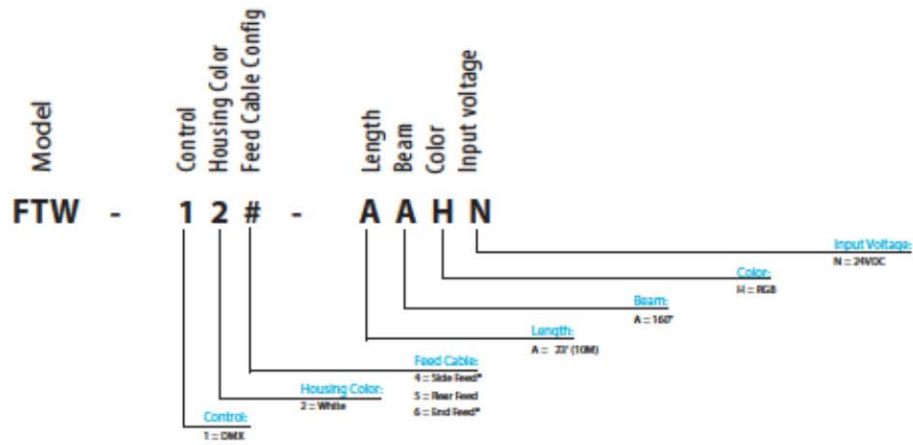 Model
Control
Housing Color
Feed Cable Config
Length
Beam
Color
Input voltage
FTW - 1 2 # - A A H N
Input Voltage:
N = 24VDC
Color:
H = RGB
Beam:
A = 160°
Length:
A = 23' (10M)
Feed Cable:
4 = Side Feed*
5 = Rear Feed
6 = End Feed*
Housing Color:
2 = White
Control:
1 = DMX